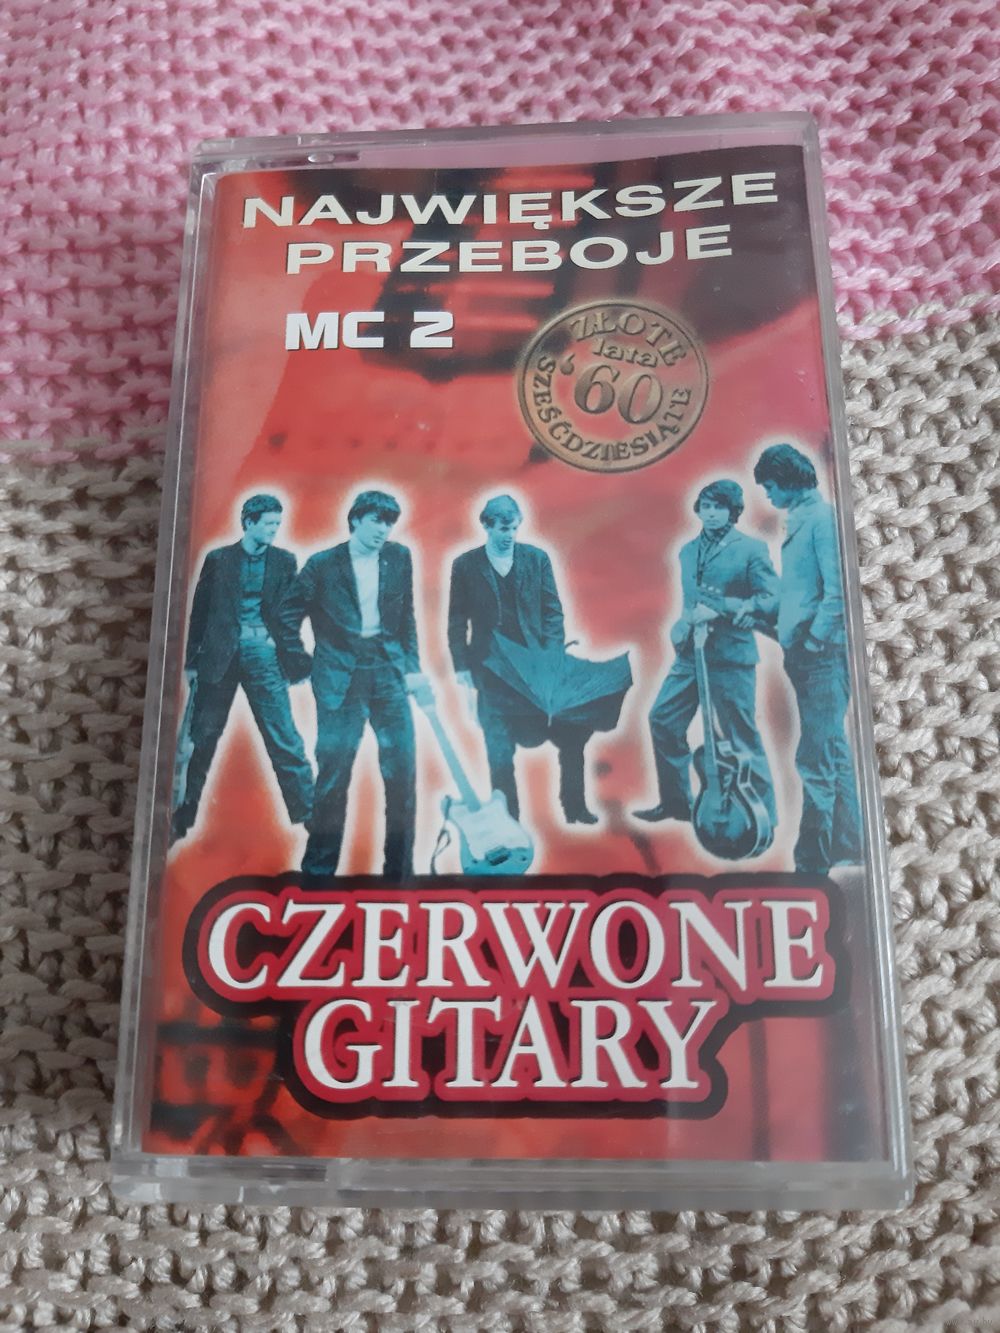 NAJWIĘKSZE
PRZEBOJE
MC 2
ZŁOTE
lata
'60
SZEŚĆDZIESIĄTE
CZERWONE
GITARY